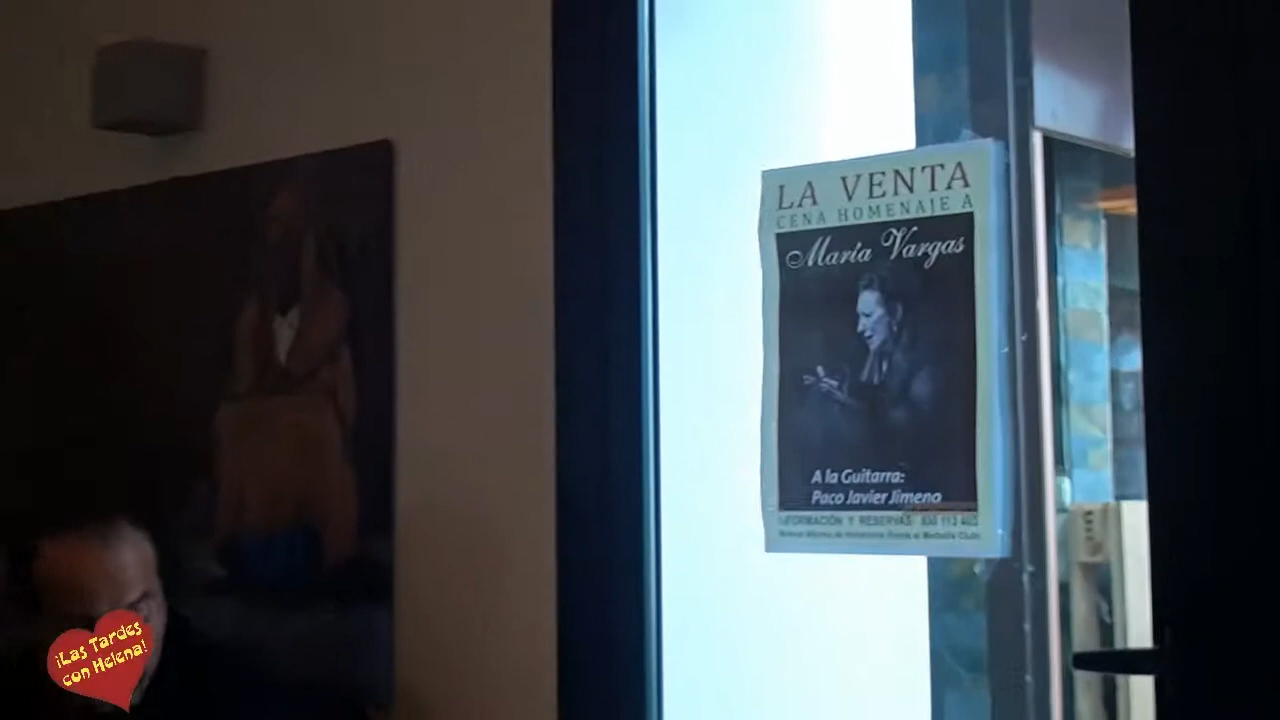 LA VENTA
CENA HOMENAJE A
María Vargas
A la Guitarra:
Paco Javier Jimeno
INFORMACIÓN Y RESERVAS
¡Las Tardes
con Helena!